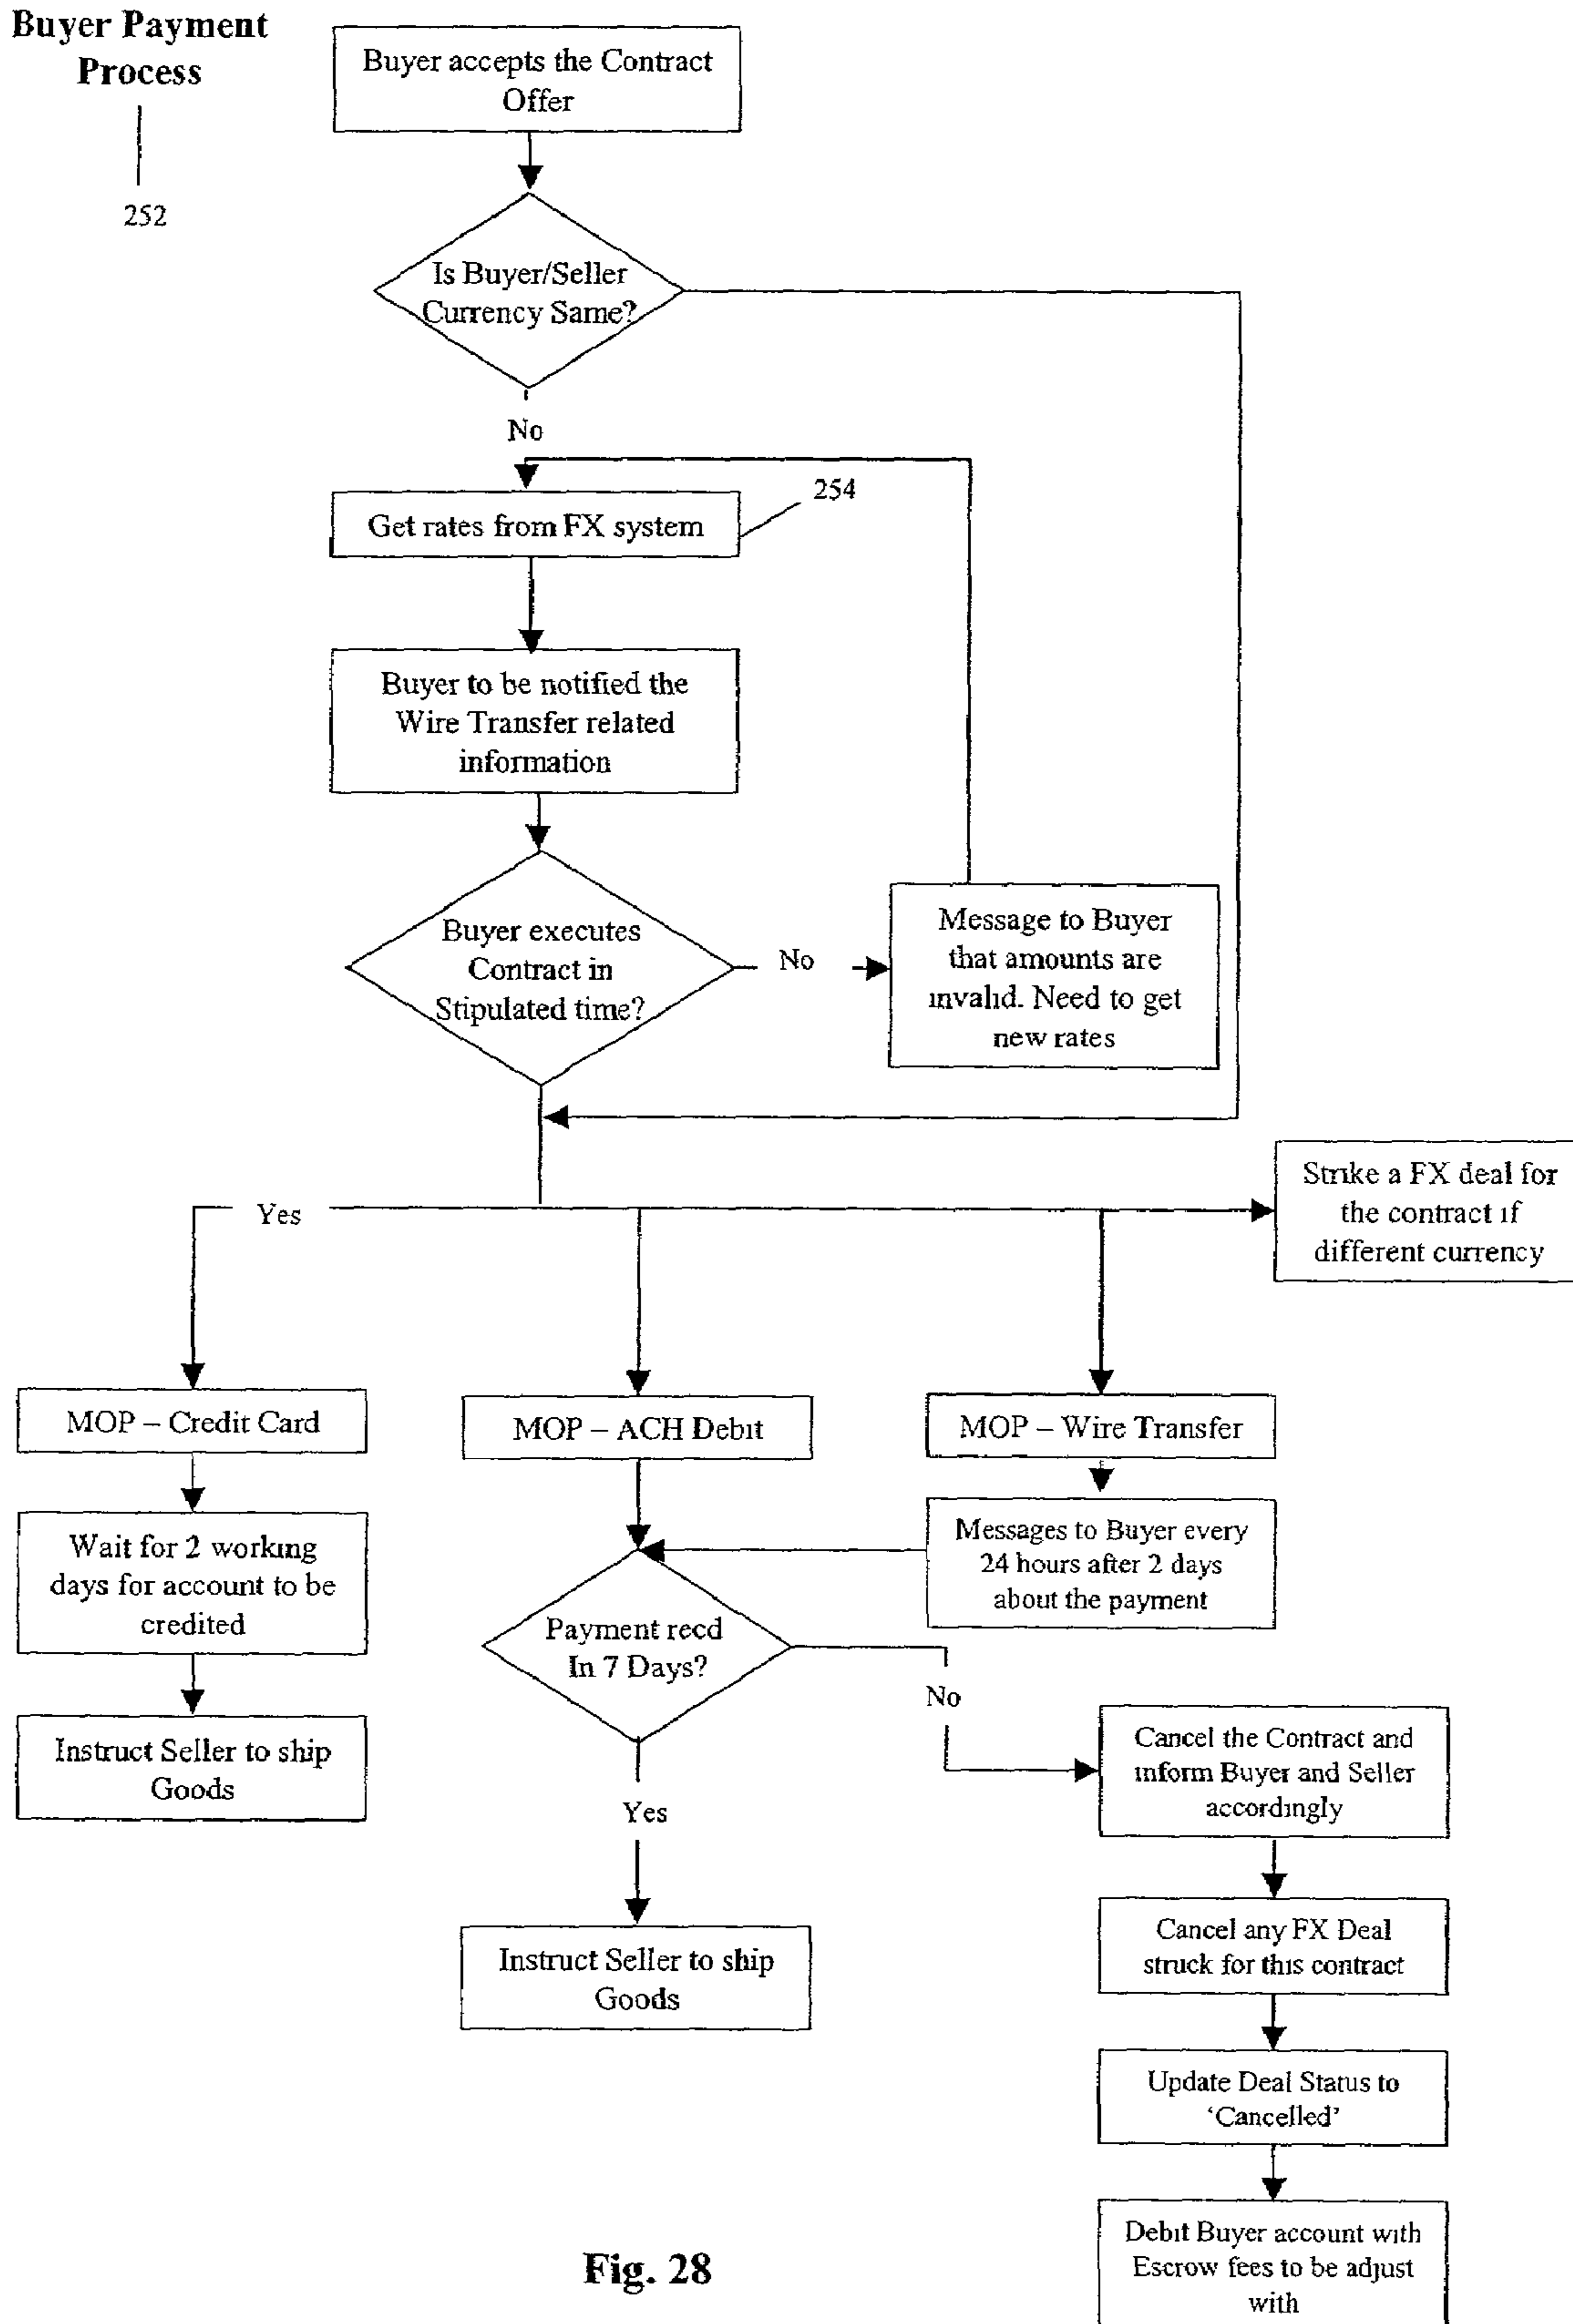 Buyer Payment
Process
252
Buyer accepts the Contract
Offer
Is Buyer/Seller
Currency Same?
No
Get rates from FX system
254
Buyer to be notified the
Wire Transfer related
information
Buyer executes
Contract in
Stipulated time?
No
Message to Buyer
that amounts are
invalid. Need to get
new rates
Strike a FX deal for
the contract if
different currency
Yes
MOP – Credit Card
MOP – ACH Debit
MOP – Wire Transfer
Wait for 2 working
days for account to be
credited
Messages to Buyer every
24 hours after 2 days
about the payment
Payment recd
In 7 Days?
No
Instruct Seller to ship
Goods
Cancel the Contract and
inform Buyer and Seller
accordingly
Yes
Instruct Seller to ship
Goods
Cancel any FX Deal
struck for this contract
Update Deal Status to
‘Cancelled’
Debit Buyer account with
Escrow fees to be adjust
with
Fig. 28